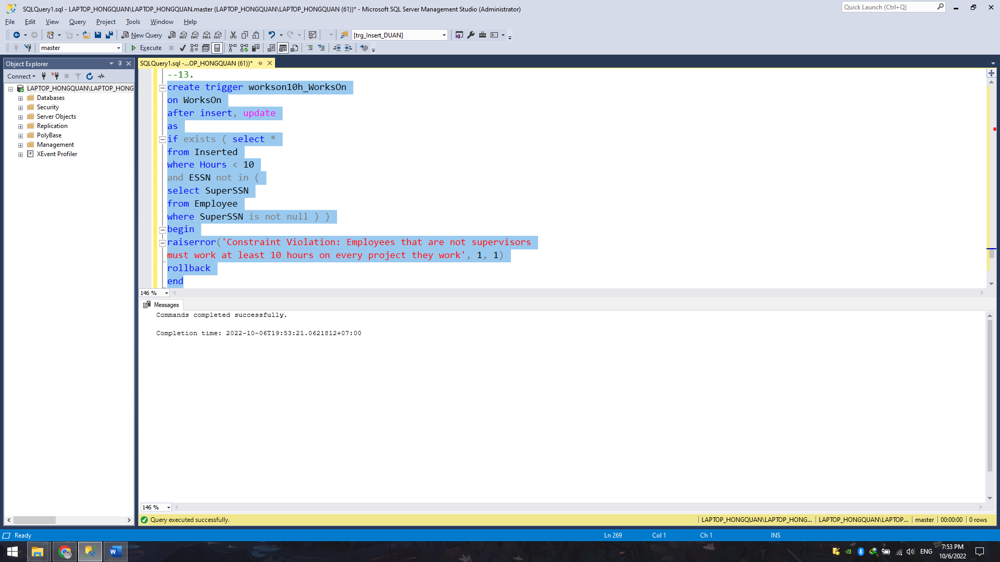 SQLQuery1.sql - LAPTOP_HONGQUAN\LAPTOP_HONGQUAN.master (LAPTOP_HONGQUAN\LAPTOP_HONGQUAN (61))* - Microsoft SQL Server Management Studio (Administrator)
Quick Launch (Ctrl+Q)
File Edit View Query Project Tools Window Help
New Query MDX DMX XMLA DAX [trg_Insert_DUAN]
master Execute
Object Explorer
SQLQuery1.sql -...OP_HONGQUAN (61))*
Connect
LAPTOP_HONGQUAN\LAPTOP_HONG
Databases
Security
Server Objects
Replication
PolyBase
Management
XEvent Profiler
--13.
create trigger workson10h_WorksOn
on WorksOn
after insert, update
as
if exists ( select *
from Inserted
where Hours < 10
and ESSN not in (
select SuperSSN
from Employee
where SuperSSN is not null ) )
begin
raiserror('Constraint Violation: Employees that are not supervisors
must work at least 10 hours on every project they work', 1, 1)
rollback
end
146 %
Messages
Commands completed successfully.
Completion time: 2022-10-06T19:53:21.0621812+07:00
146 %
Query executed successfully.
LAPTOP_HONGQUAN\LAPTOP_HONG... LAPTOP_HONGQUAN\LAPTOP... master 00:00:00 0 rows
Ready
Ln 269 Col 1 Ch 1 INS
ENG
7:53 PM
10/6/2022